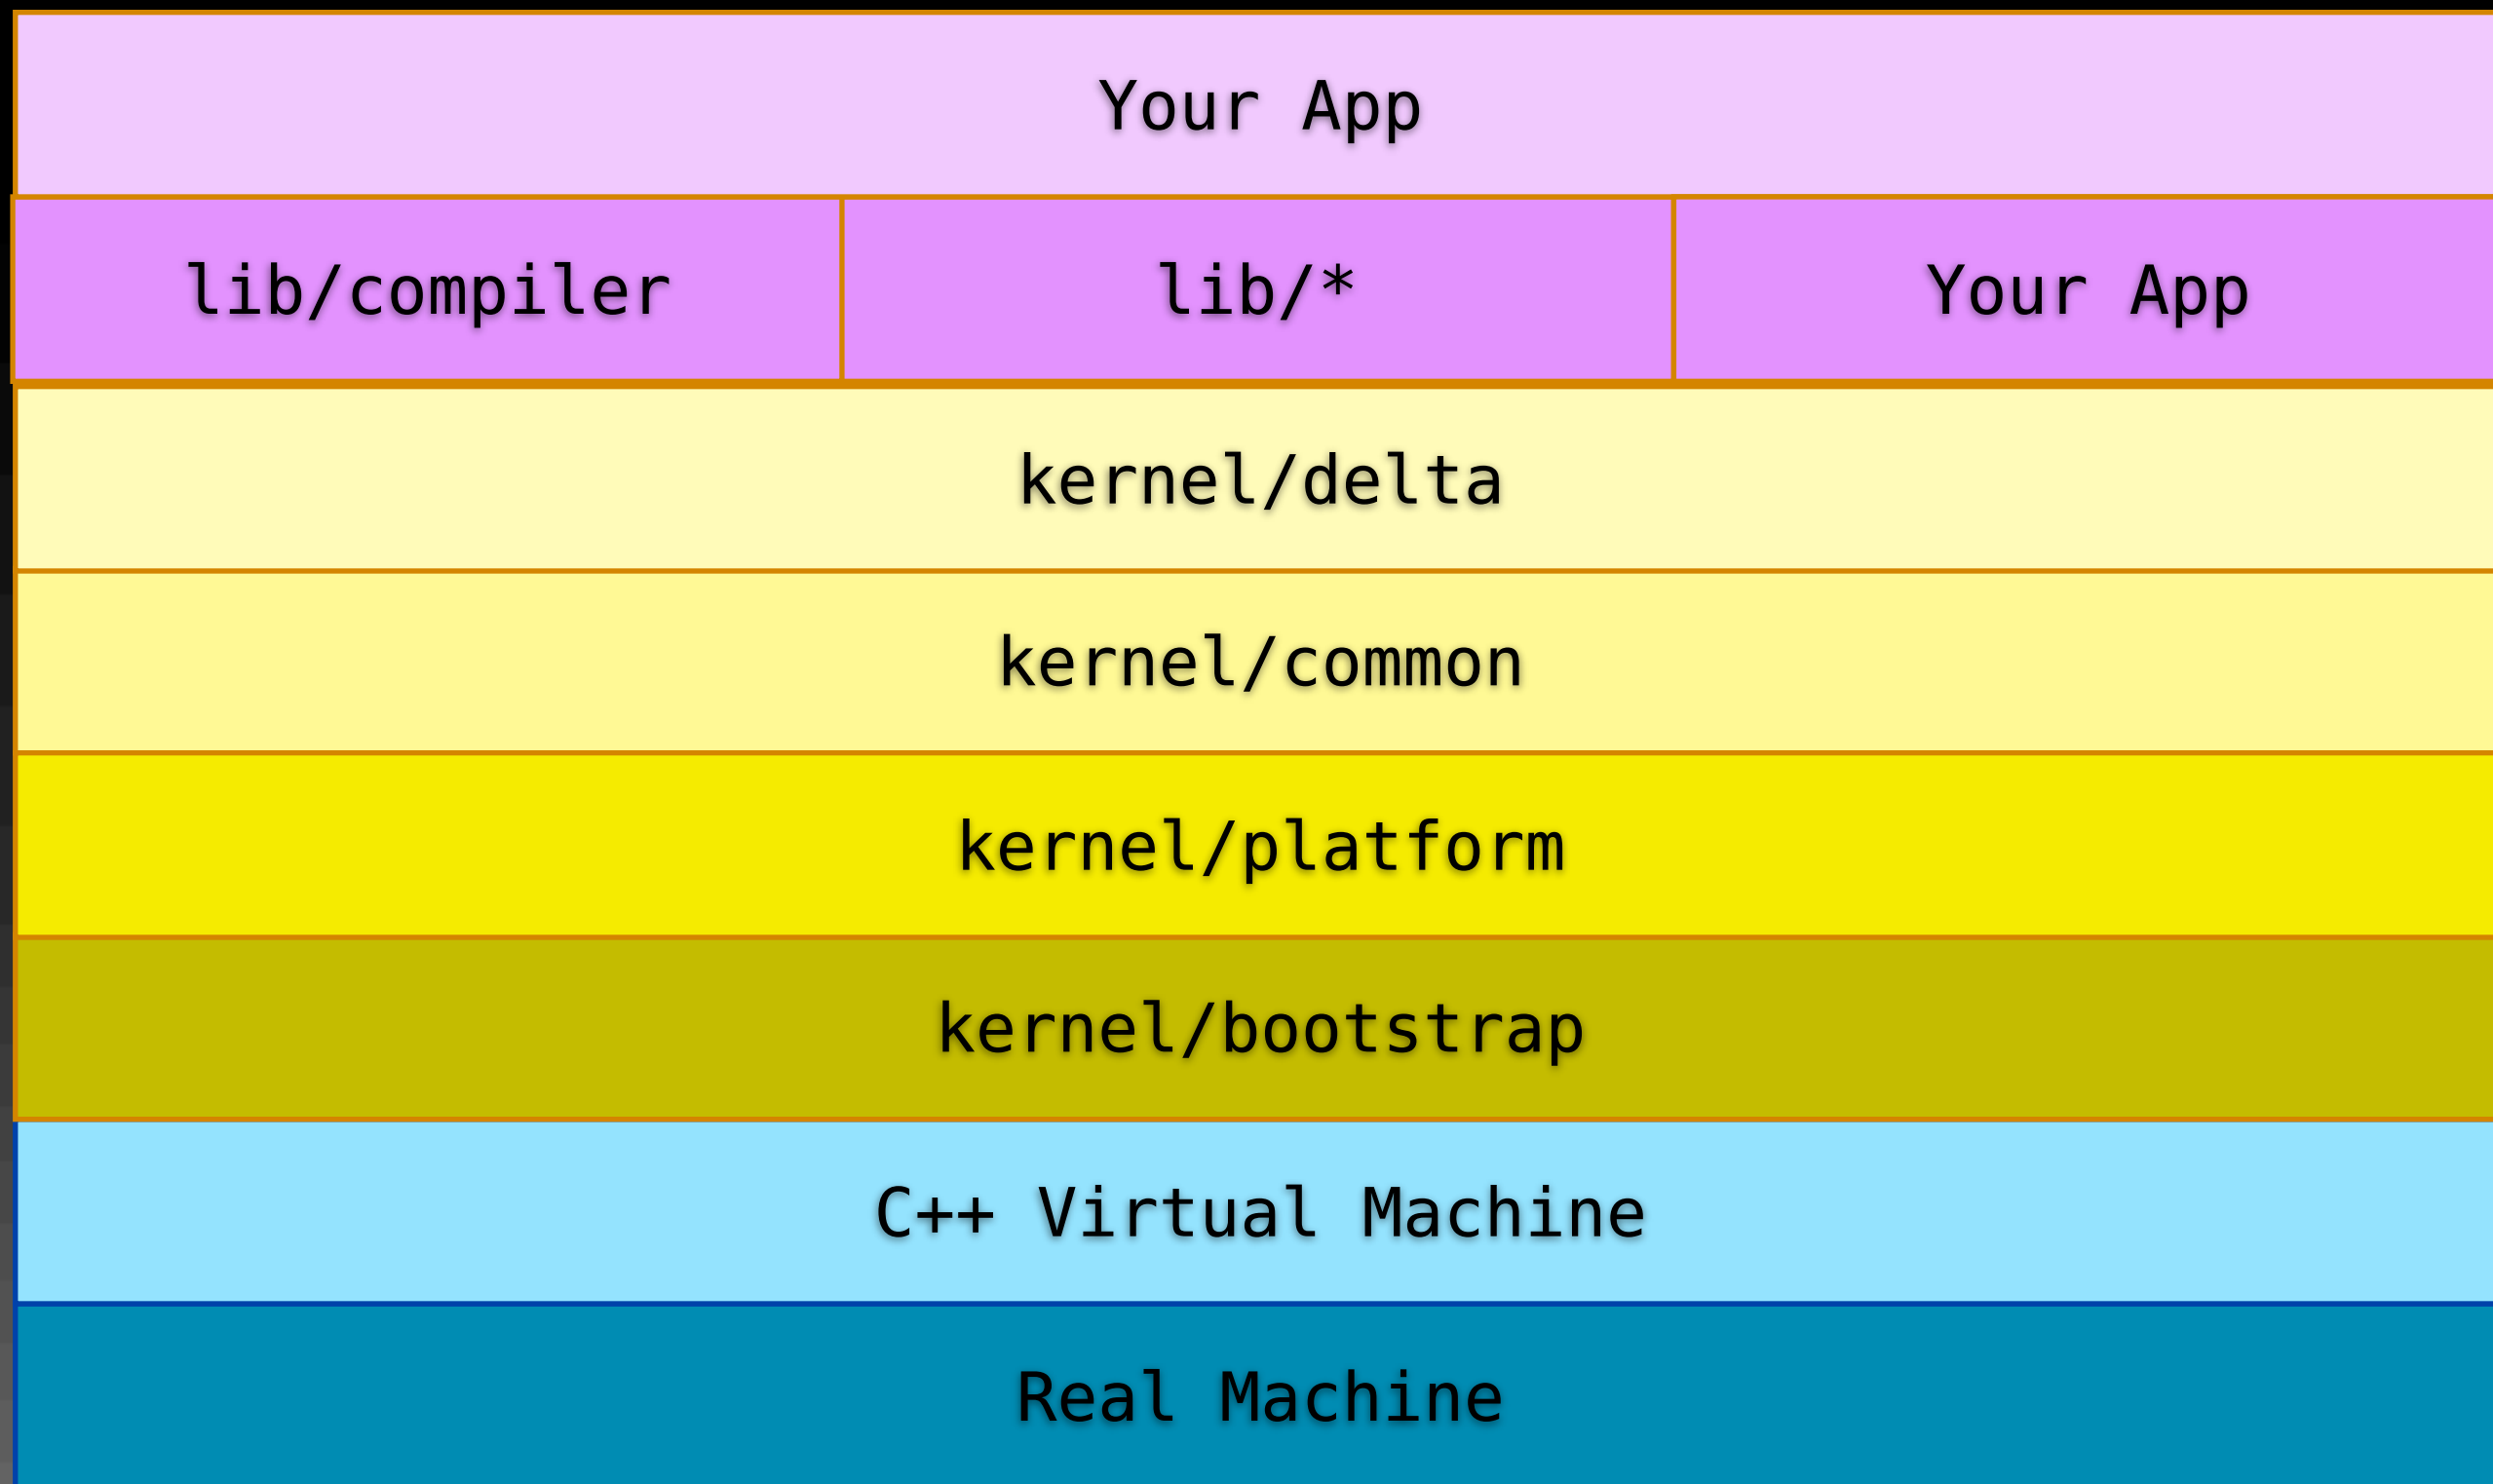 Your App
lib/compiler lib/* Your App
kernel/delta
kernel/common
kernel/platform
kernel/bootstrap
C++ Virtual Machine
Real Machine